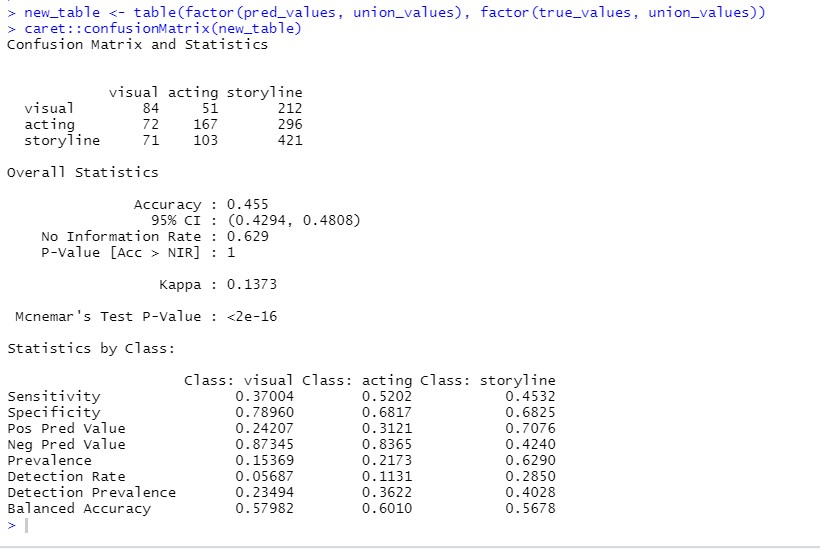 > new_table <- table(factor(pred_values, union_values), factor(true_values, union_values))
> caret::confusionMatrix(new_table)
Confusion Matrix and Statistics
visual acting storyline
visual 84 51 212
acting 72 167 296
storyline 71 103 421
Overall Statistics
Accuracy : 0.455
95% CI : (0.4294, 0.4808)
No Information Rate : 0.629
P-Value [Acc > NIR] : 1
Kappa : 0.1373
Mcnemar's Test P-Value : <2e-16
Statistics by Class:
Class: visual Class: acting Class: storyline
Sensitivity 0.37004 0.5202 0.4532
Specificity 0.78960 0.6817 0.6825
Pos Pred Value 0.24207 0.3121 0.7076
Neg Pred Value 0.87345 0.8365 0.4240
Prevalence 0.15369 0.2173 0.6290
Detection Rate 0.05687 0.1131 0.2850
Detection Prevalence 0.23494 0.3622 0.4028
Balanced Accuracy 0.57982 0.6010 0.5678
>